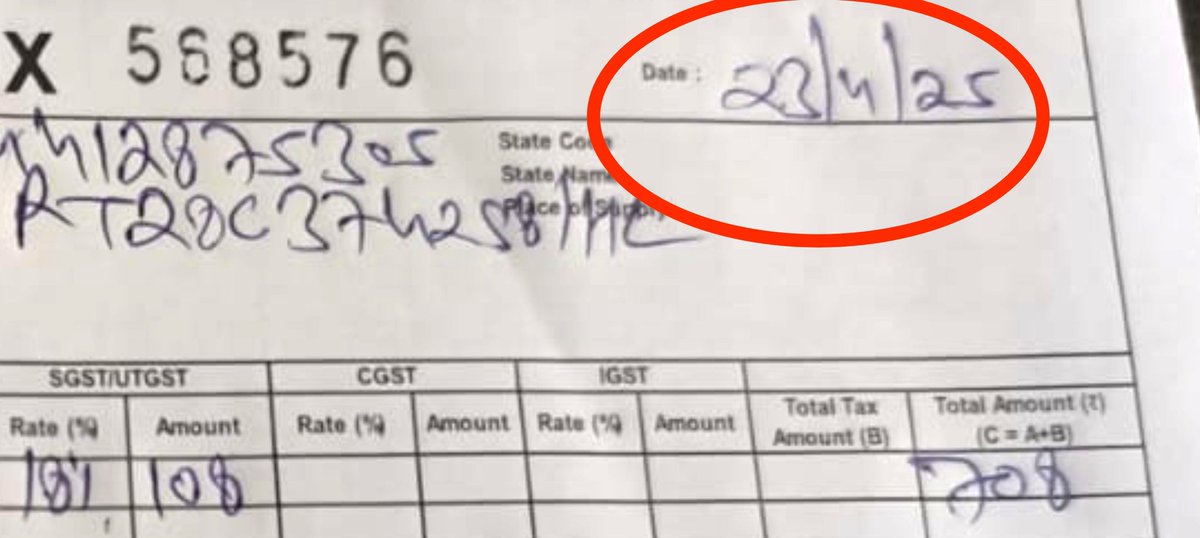 X 568576
Date : 23/4/25
State Code
State Name
Place of Supply
SGST/UTGST CGST IGST
Rate (%) Amount Rate (%) Amount Rate (%) Amount Total Tax Amount (B) Total Amount (₹) (C = A+B)
18% 108 708